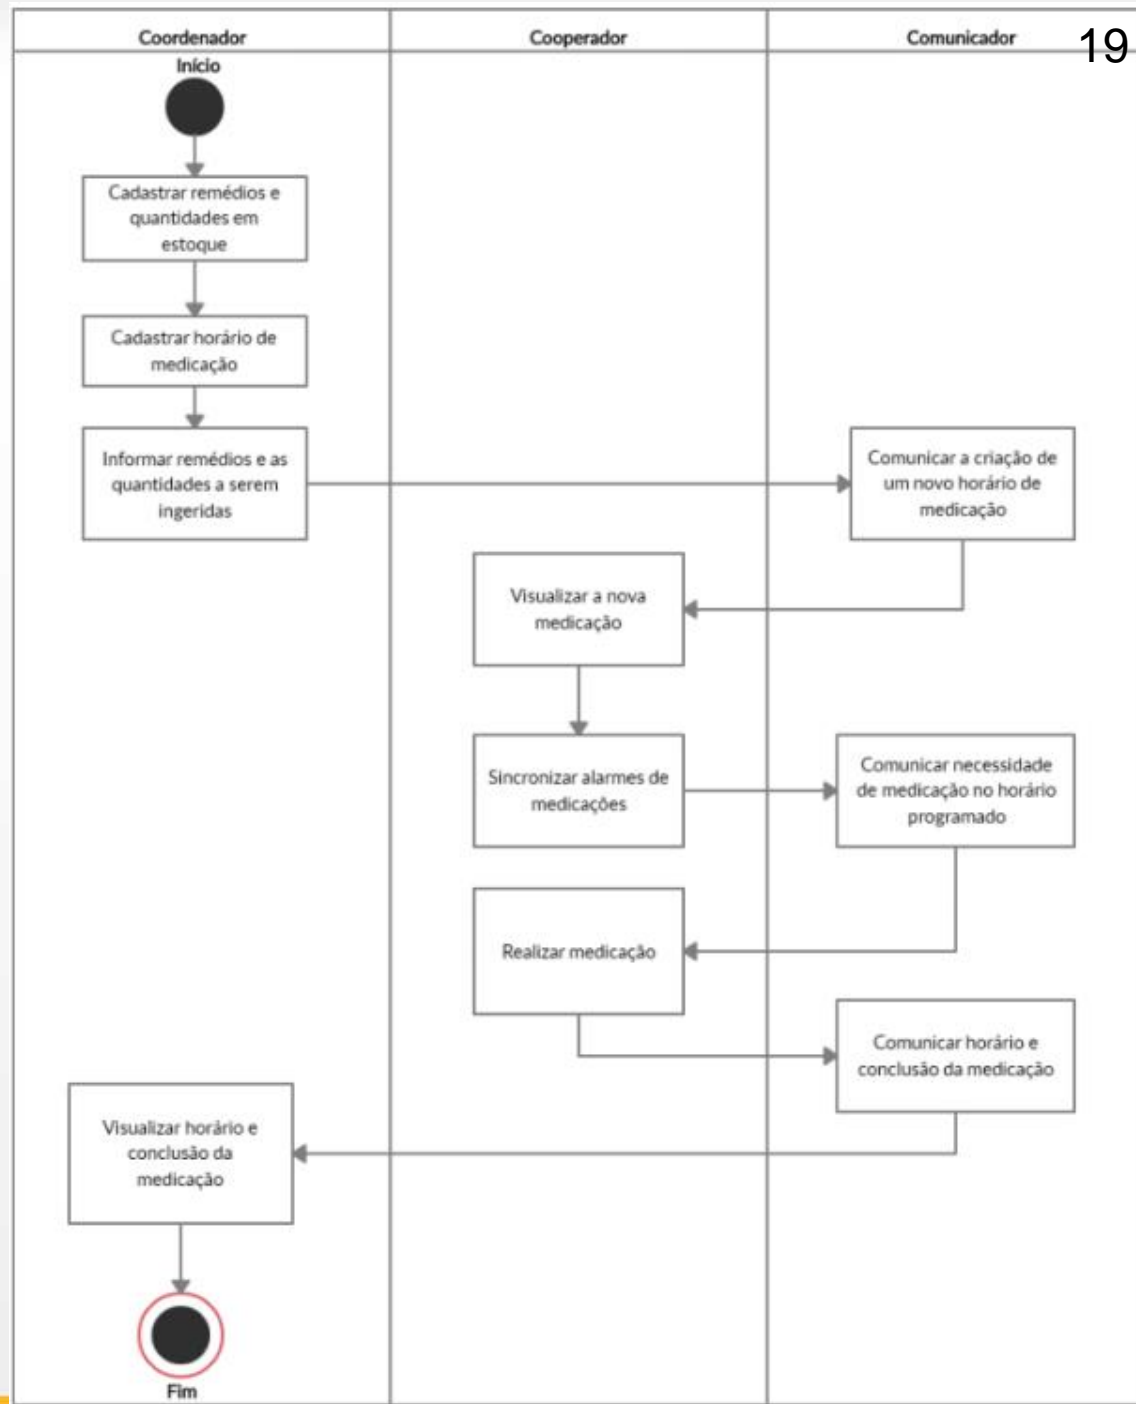 Coordenador
Cooperador
Comunicador
19
Início
Cadastrar remédios e
quantidades em
estoque
Cadastrar horário de
medicação
Informar remédios e as
quantidades a serem
ingeridas
Comunicar a criação de
um novo horário de
medicação
Visualizar a nova
medicação
Sincronizar alarmes de
medicações
Comunicar necessidade
de medicação no horário
programado
Realizar medicação
Comunicar horário e
conclusão da medicação
Visualizar horário e
conclusão da
medicação
Fim